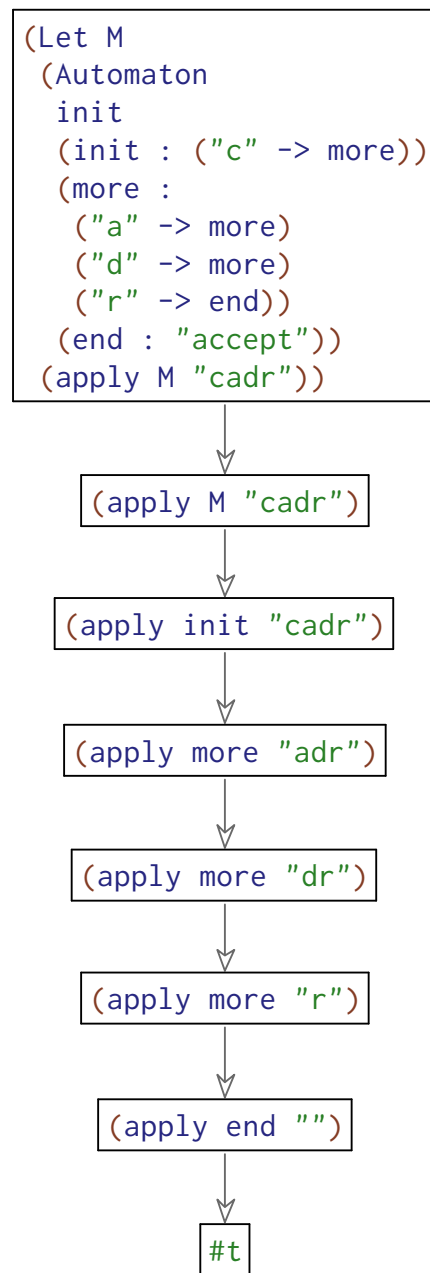 (Let M
(Automaton
init
(init : ("c" -> more))
(more :
("a" -> more)
("d" -> more)
("r" -> end))
(end : "accept"))
(apply M "cadr"))
(apply M "cadr")
(apply init "cadr")
(apply more "adr")
(apply more "dr")
(apply more "r")
(apply end "")
#t